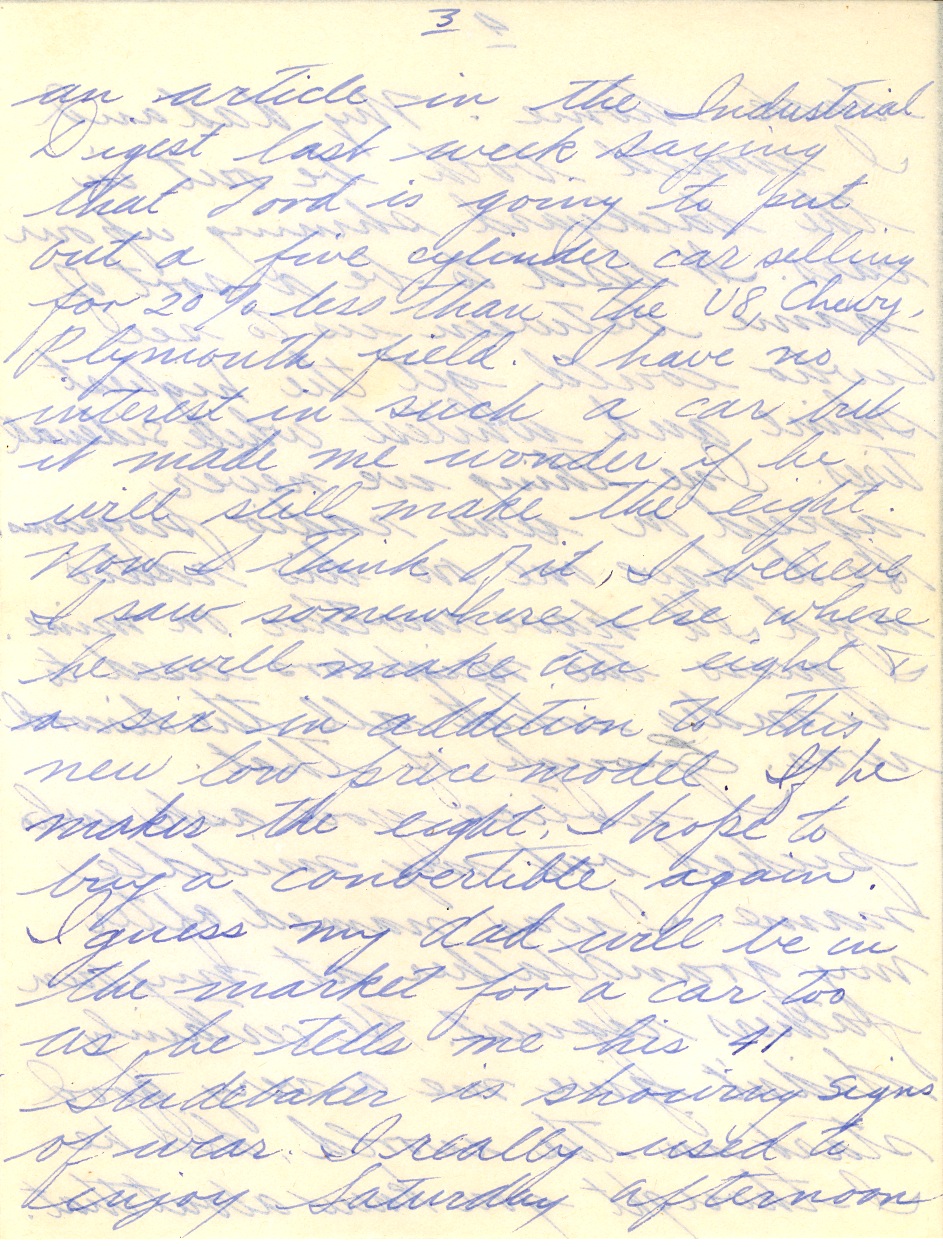 3
an article in the Industrial
Digest last week saying
that Ford is going to put
out a five cylinder car selling
for 20% less than the V8, Chevy,
Plymouth field. I have no
interest in such a car but
it made me wonder if he
will still make the eight.
Now I think of it, I believe
I saw somewhere else where
he will make an eight &
a six in addition to this
new low price model. If he
makes the eight, I hope to
buy a convertible again.
I guess my dad will be in
the market for a car too
as he tells me his 41
Studebaker is showing signs
of wear. I really used to
enjoy Saturday afternoons